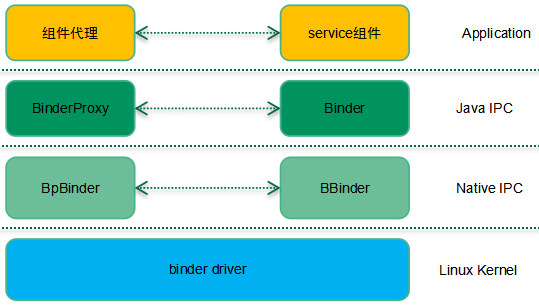 组件代理
service组件
Application
BinderProxy
Binder
Java IPC
BpBinder
BBinder
Native IPC
binder driver
Linux Kernel